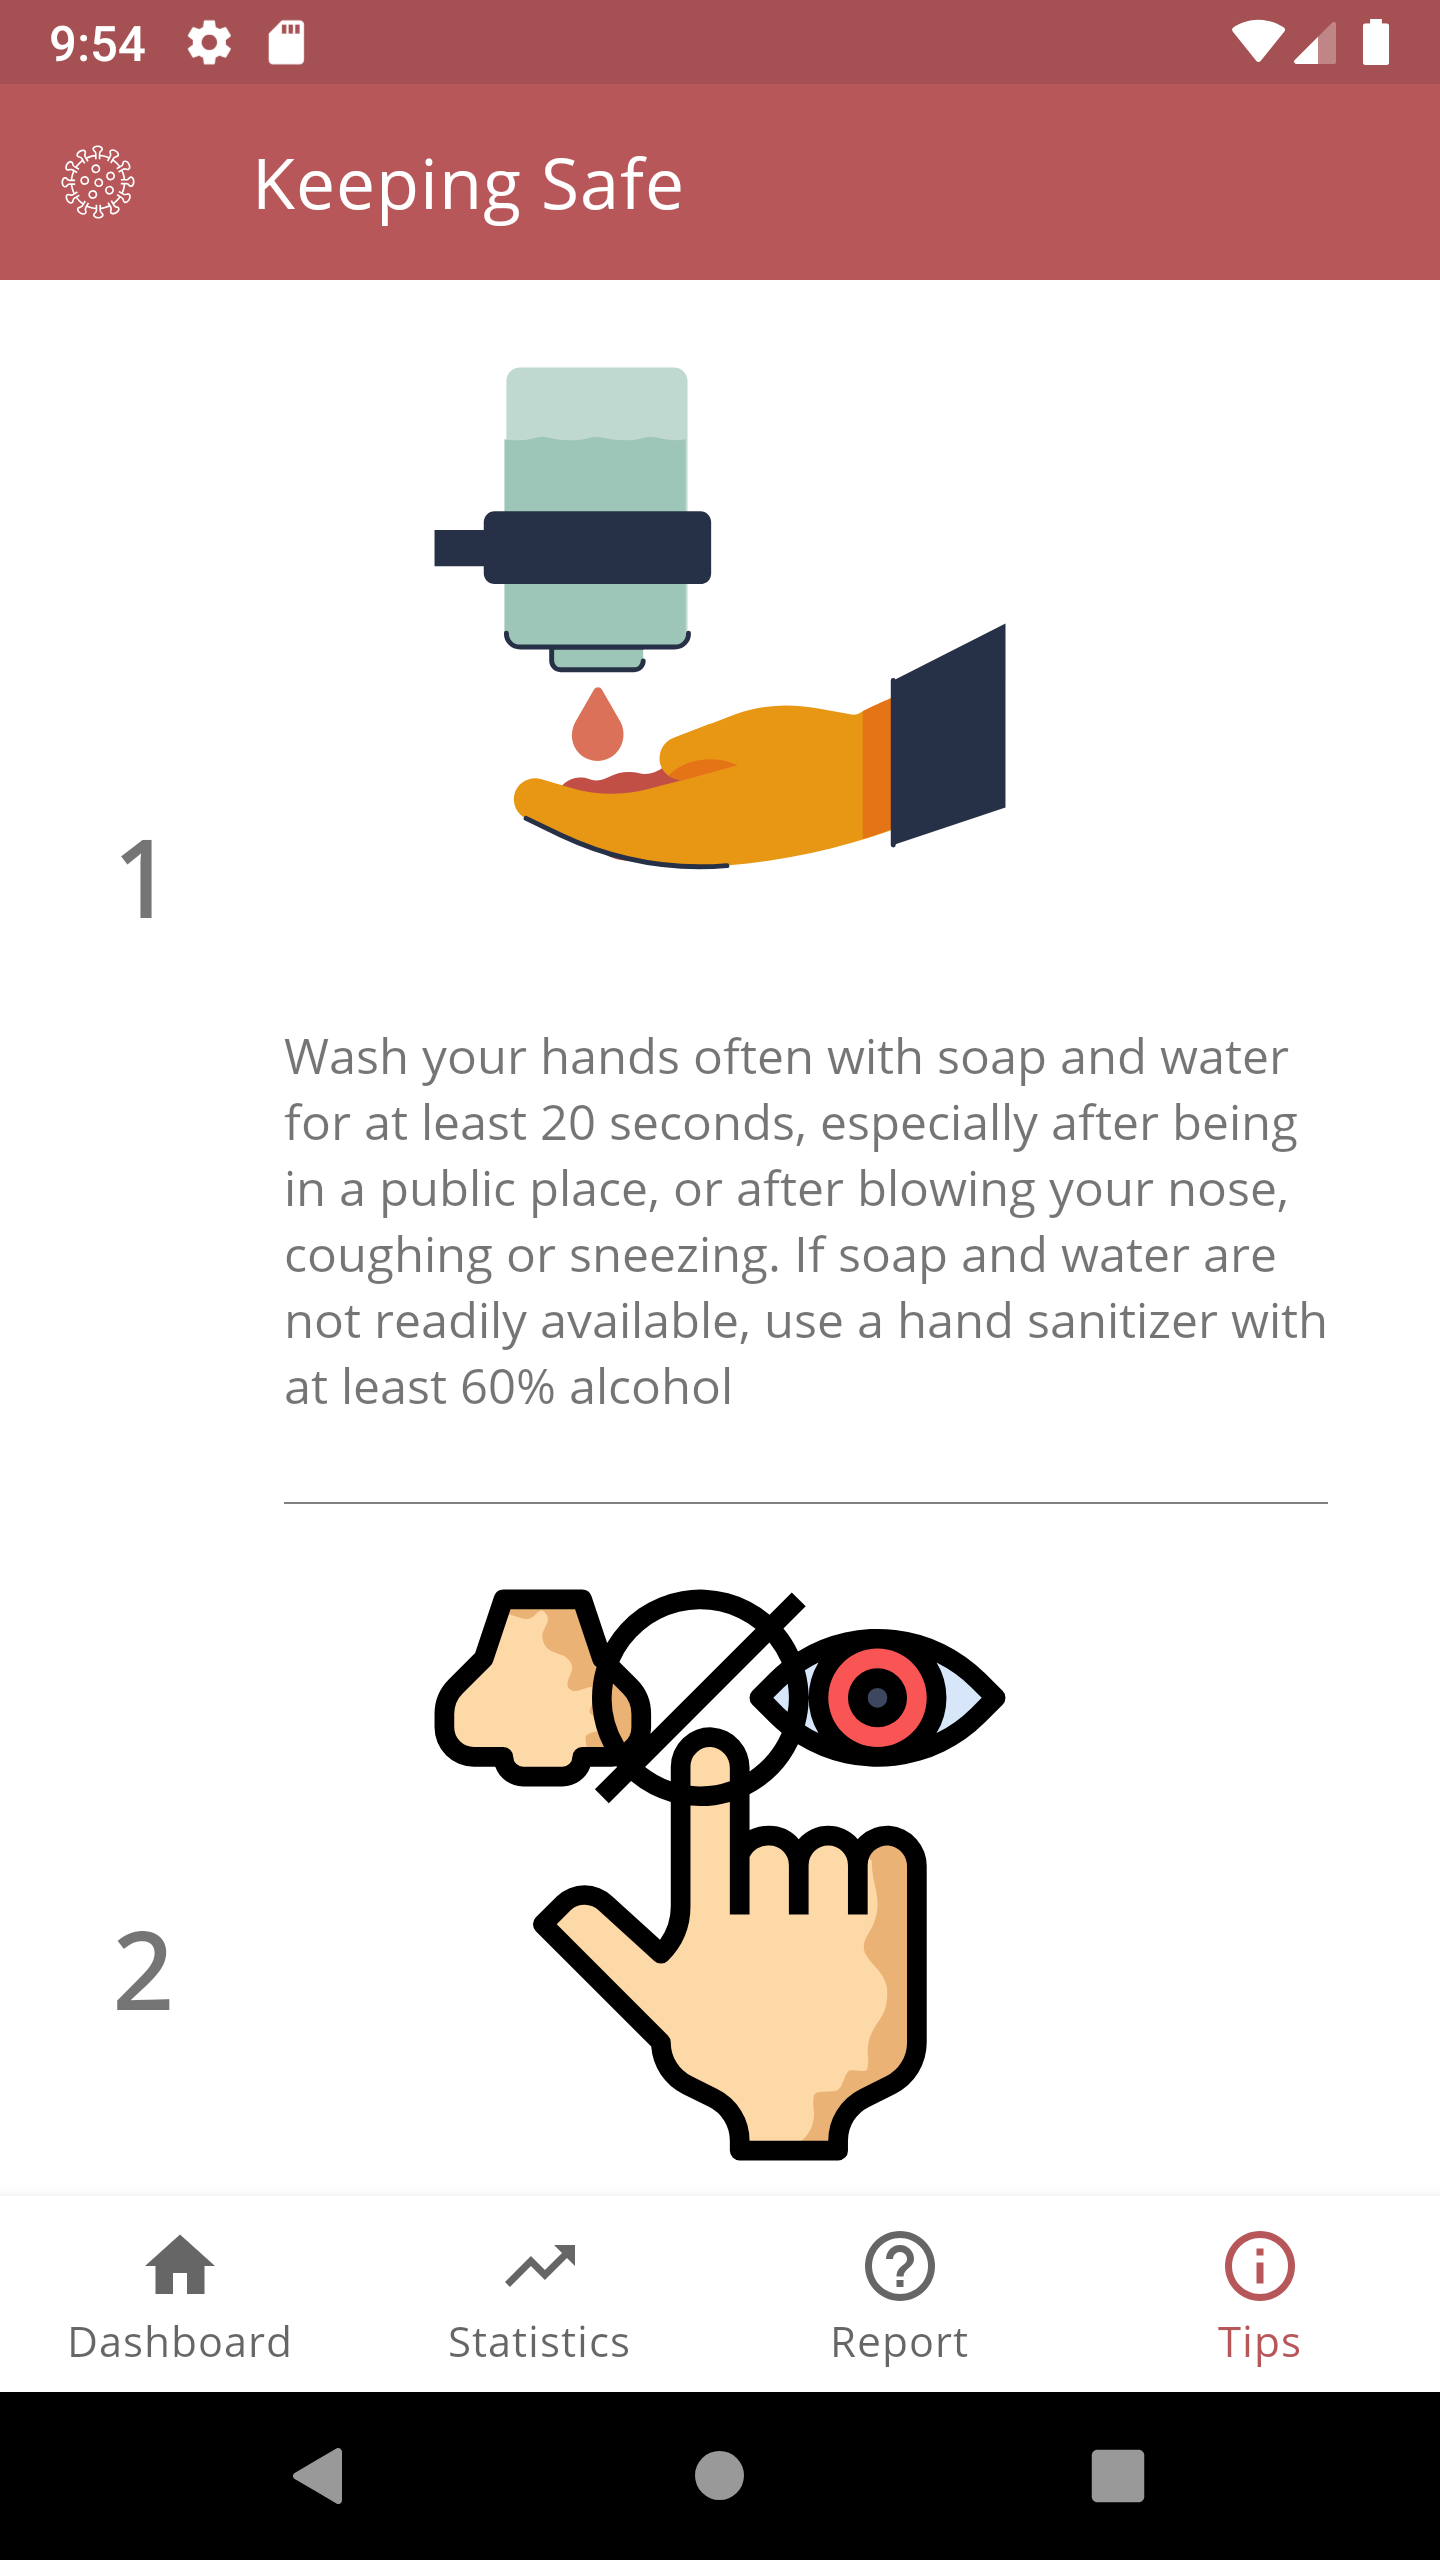 9:54
Keeping Safe
1
Wash your hands often with soap and water
for at least 20 seconds, especially after being
in a public place, or after blowing your nose,
coughing or sneezing. If soap and water are
not readily available, use a hand sanitizer with
at least 60% alcohol
2
Dashboard
Statistics
Report
Tips